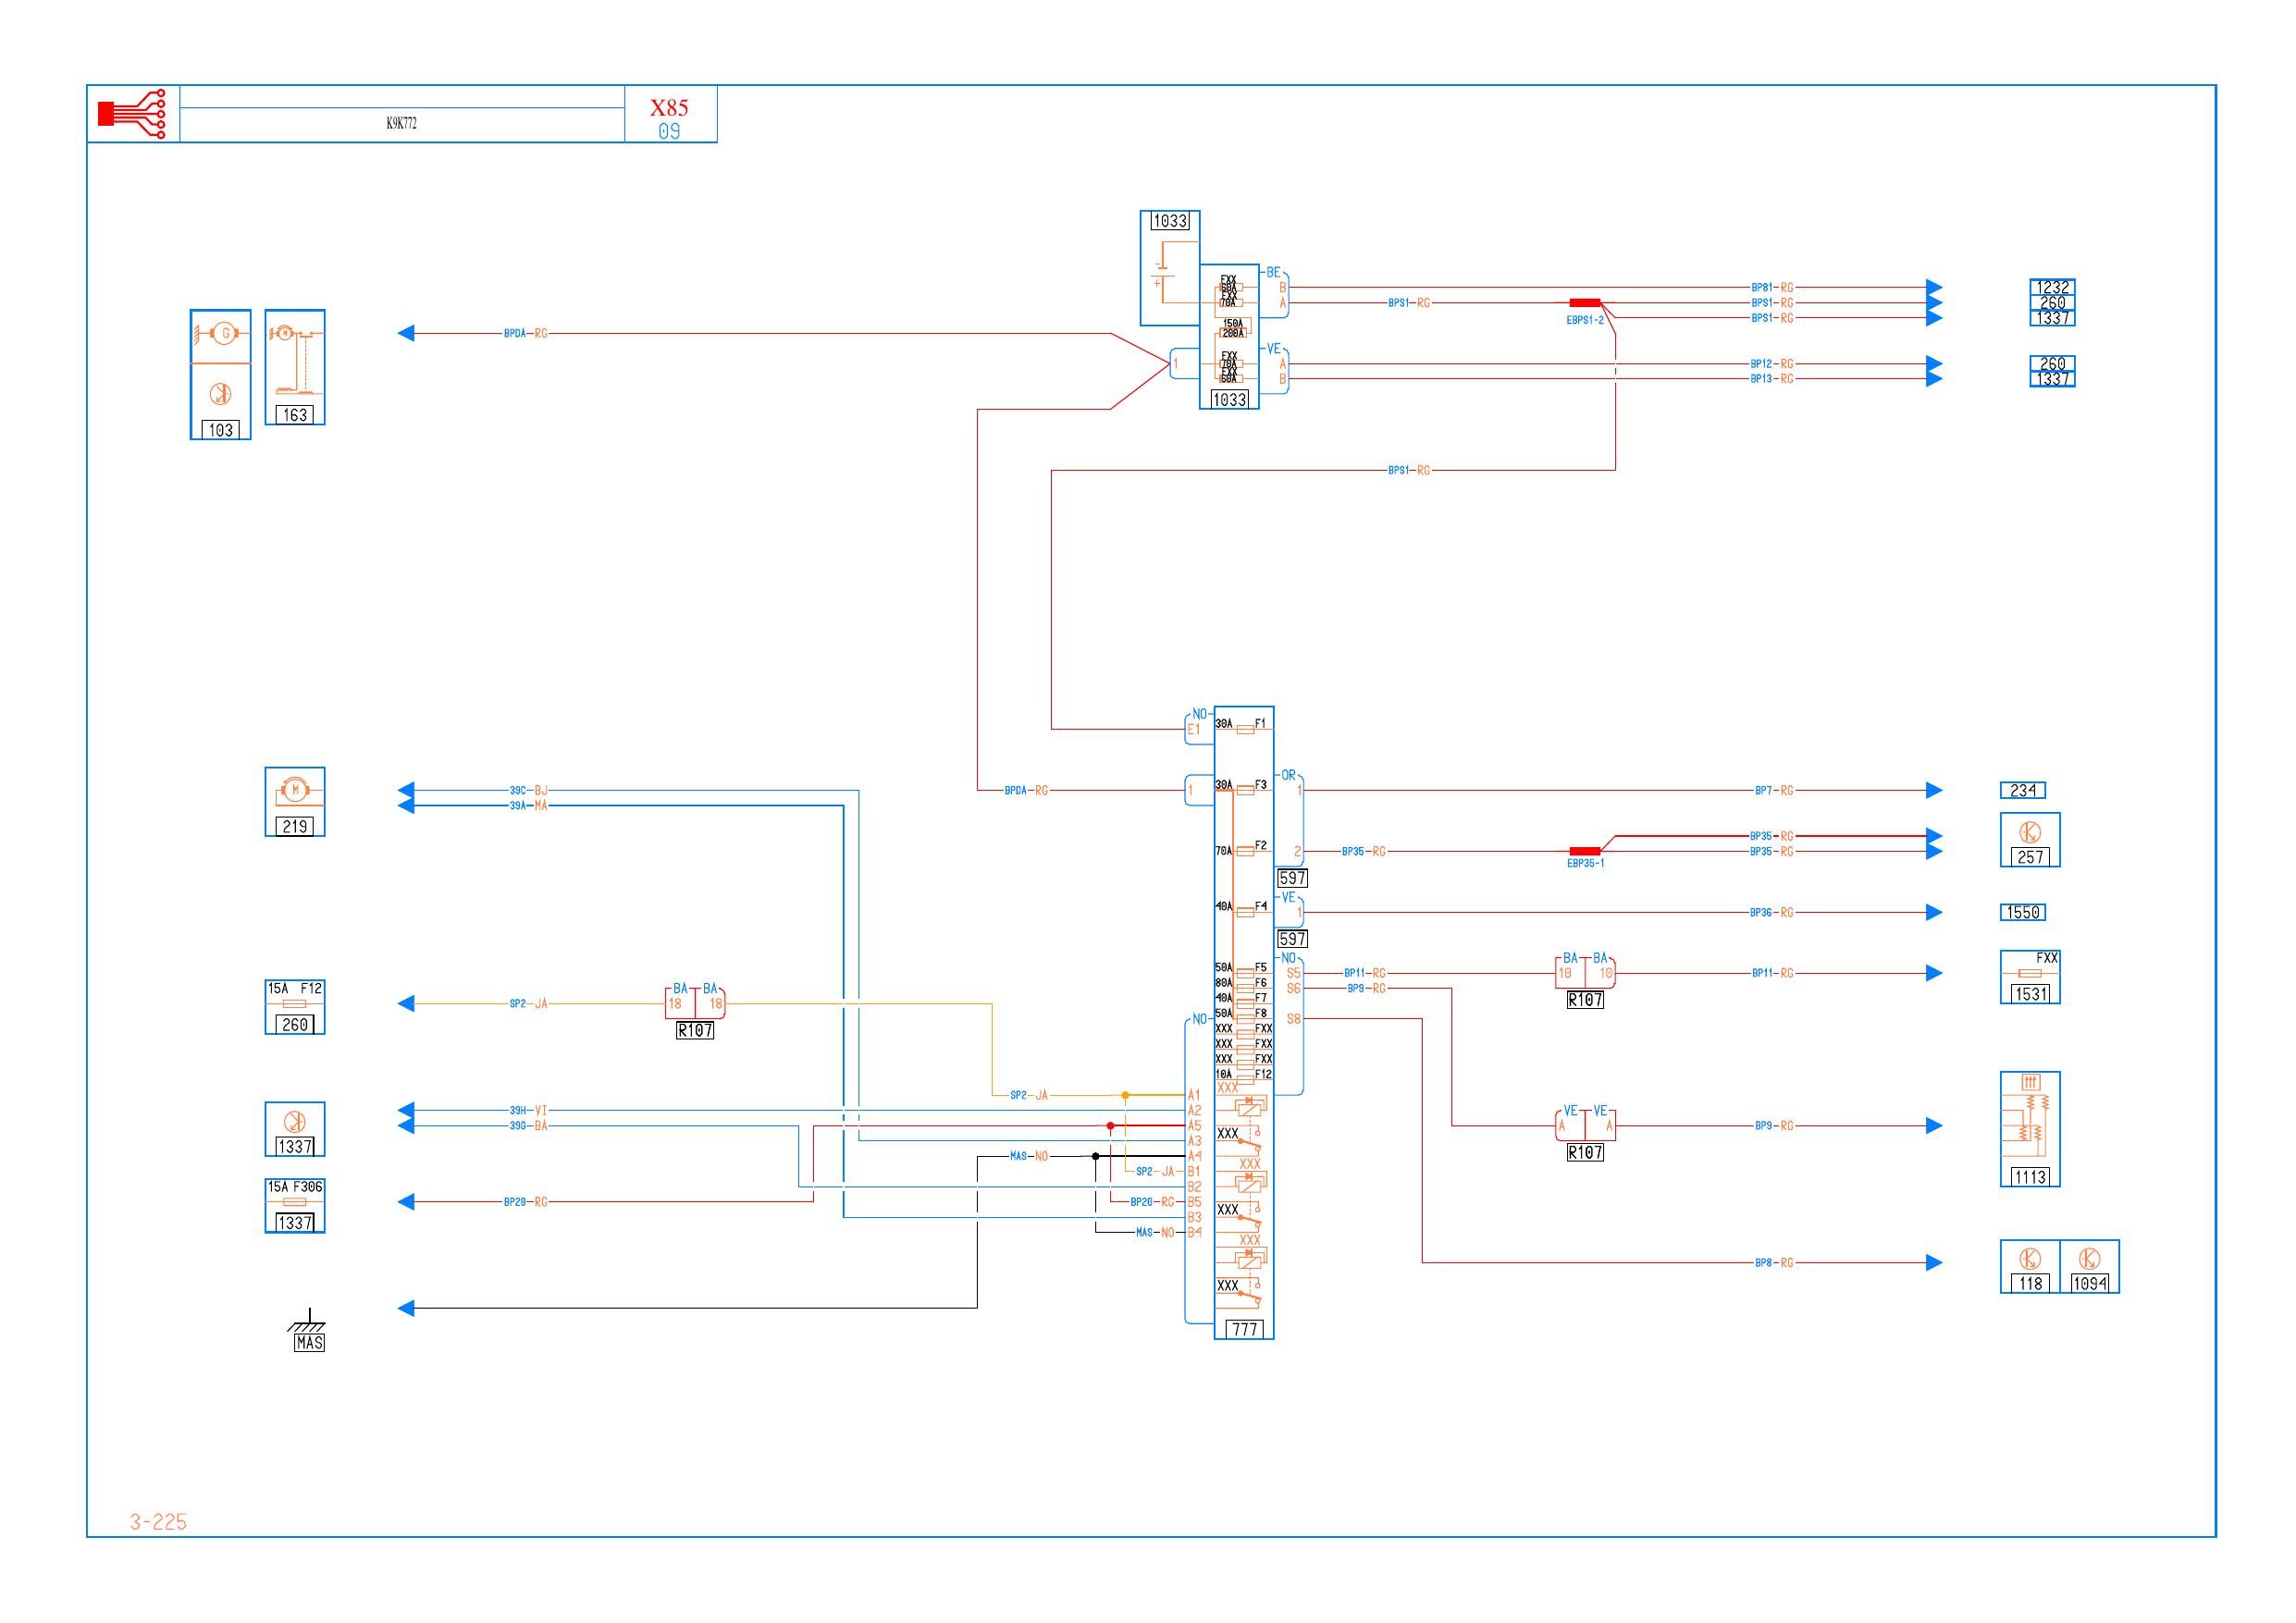 K9K772
X85
09
1033
BE
FXX
60A
B
BP81-RG
1232
FXX
70A
A
BPS1-RG
BPS1-RG
260
EBPS1-2
BPS1-RG
1337
150A
200A
G
M
BPDA-RG
VE
1
FXX
70A
A
BP12-RG
260
FXX
60A
B
BP13-RG
1337
1033
163
103
BPS1-RG
NO
E1
30A
F1
OR
39C-BJ
BPDA-RG
1
30A
F3
1
BP7-RG
234
M
39A-MA
219
BP35-RG
70A
F2
2
BP35-RG
BP35-RG
EBP35-1
257
597
VE
40A
F4
1
BP36-RG
1550
597
NO
BA
BA
FXX
50A
F5
S5
BP11-RG
10
10
BP11-RG
80A
F6
S6
BP9-RG
1531
R107
15A
F12
BA
BA
40A
F7
SP2-JA
18
18
260
R107
NO
50A
F8
S8
XXX
FXX
XXX
FXX
XXX
FXX
10A
F12
XXX
SP2-JA
A1
39H-VI
A2
VE
VE
39G-BA
A5
A
A
BP9-RG
1337
A3
XXX
R107
MAS-NO
A4
XXX
SP2-JA
B1
1113
15A
F306
B2
BP20-RG
BP20-RG
B5
1337
B3
XXX
MAS-NO
B4
XXX
BP8-RG
118
1094
XXX
MAS
777
3-225